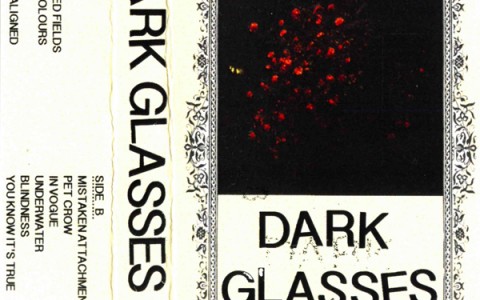 ED FIELDS
OLOURS
ALIGNED
SIDE B
MISTAKEN ATTACHMEN
PET CROW
IN VOGUE
UNDERWATER
BLINDNESS
YOU KNOW IT'S TRUE
ARK GLASSES
DARK
GLASSES